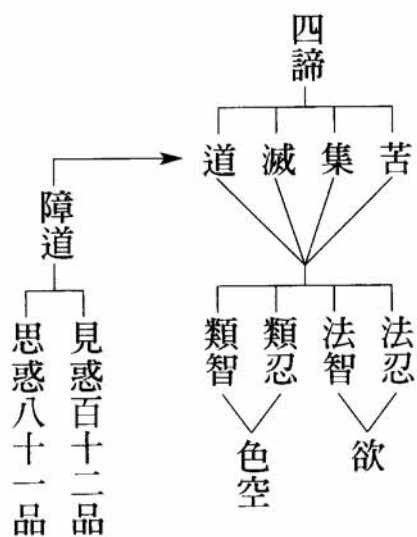 四諦
苦
集
滅
道
法忍
法智
類忍
類智
欲
色空
障道
見惑百十二品
思惑八十一品